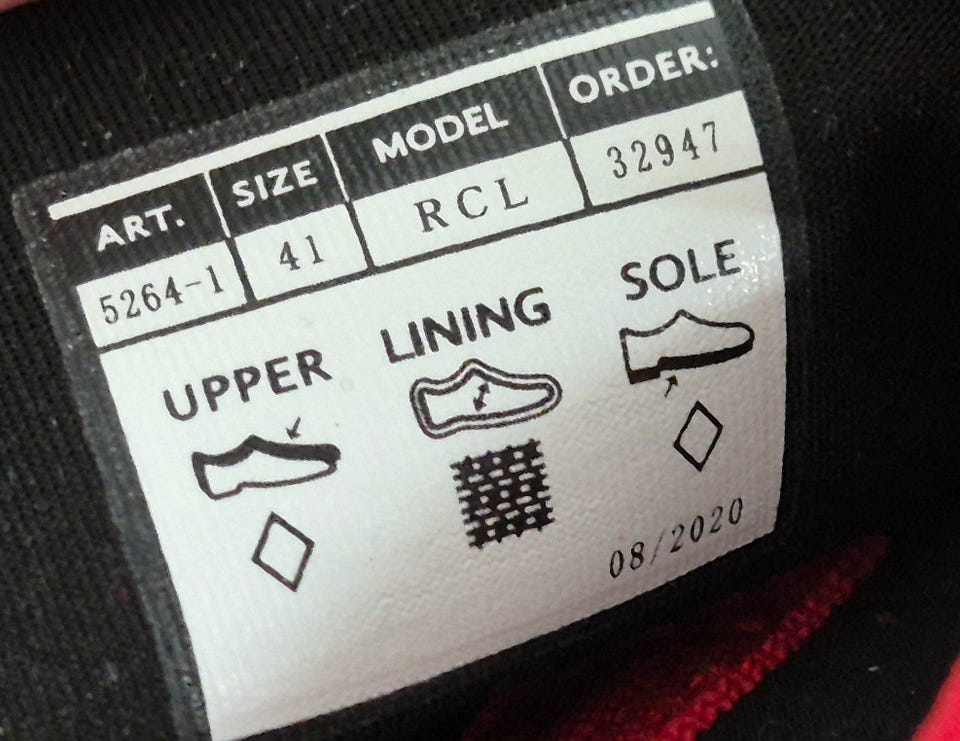 ART. SIZE MODEL ORDER:
5264-1 41 RCL 32947
UPPER LINING SOLE
08/2020